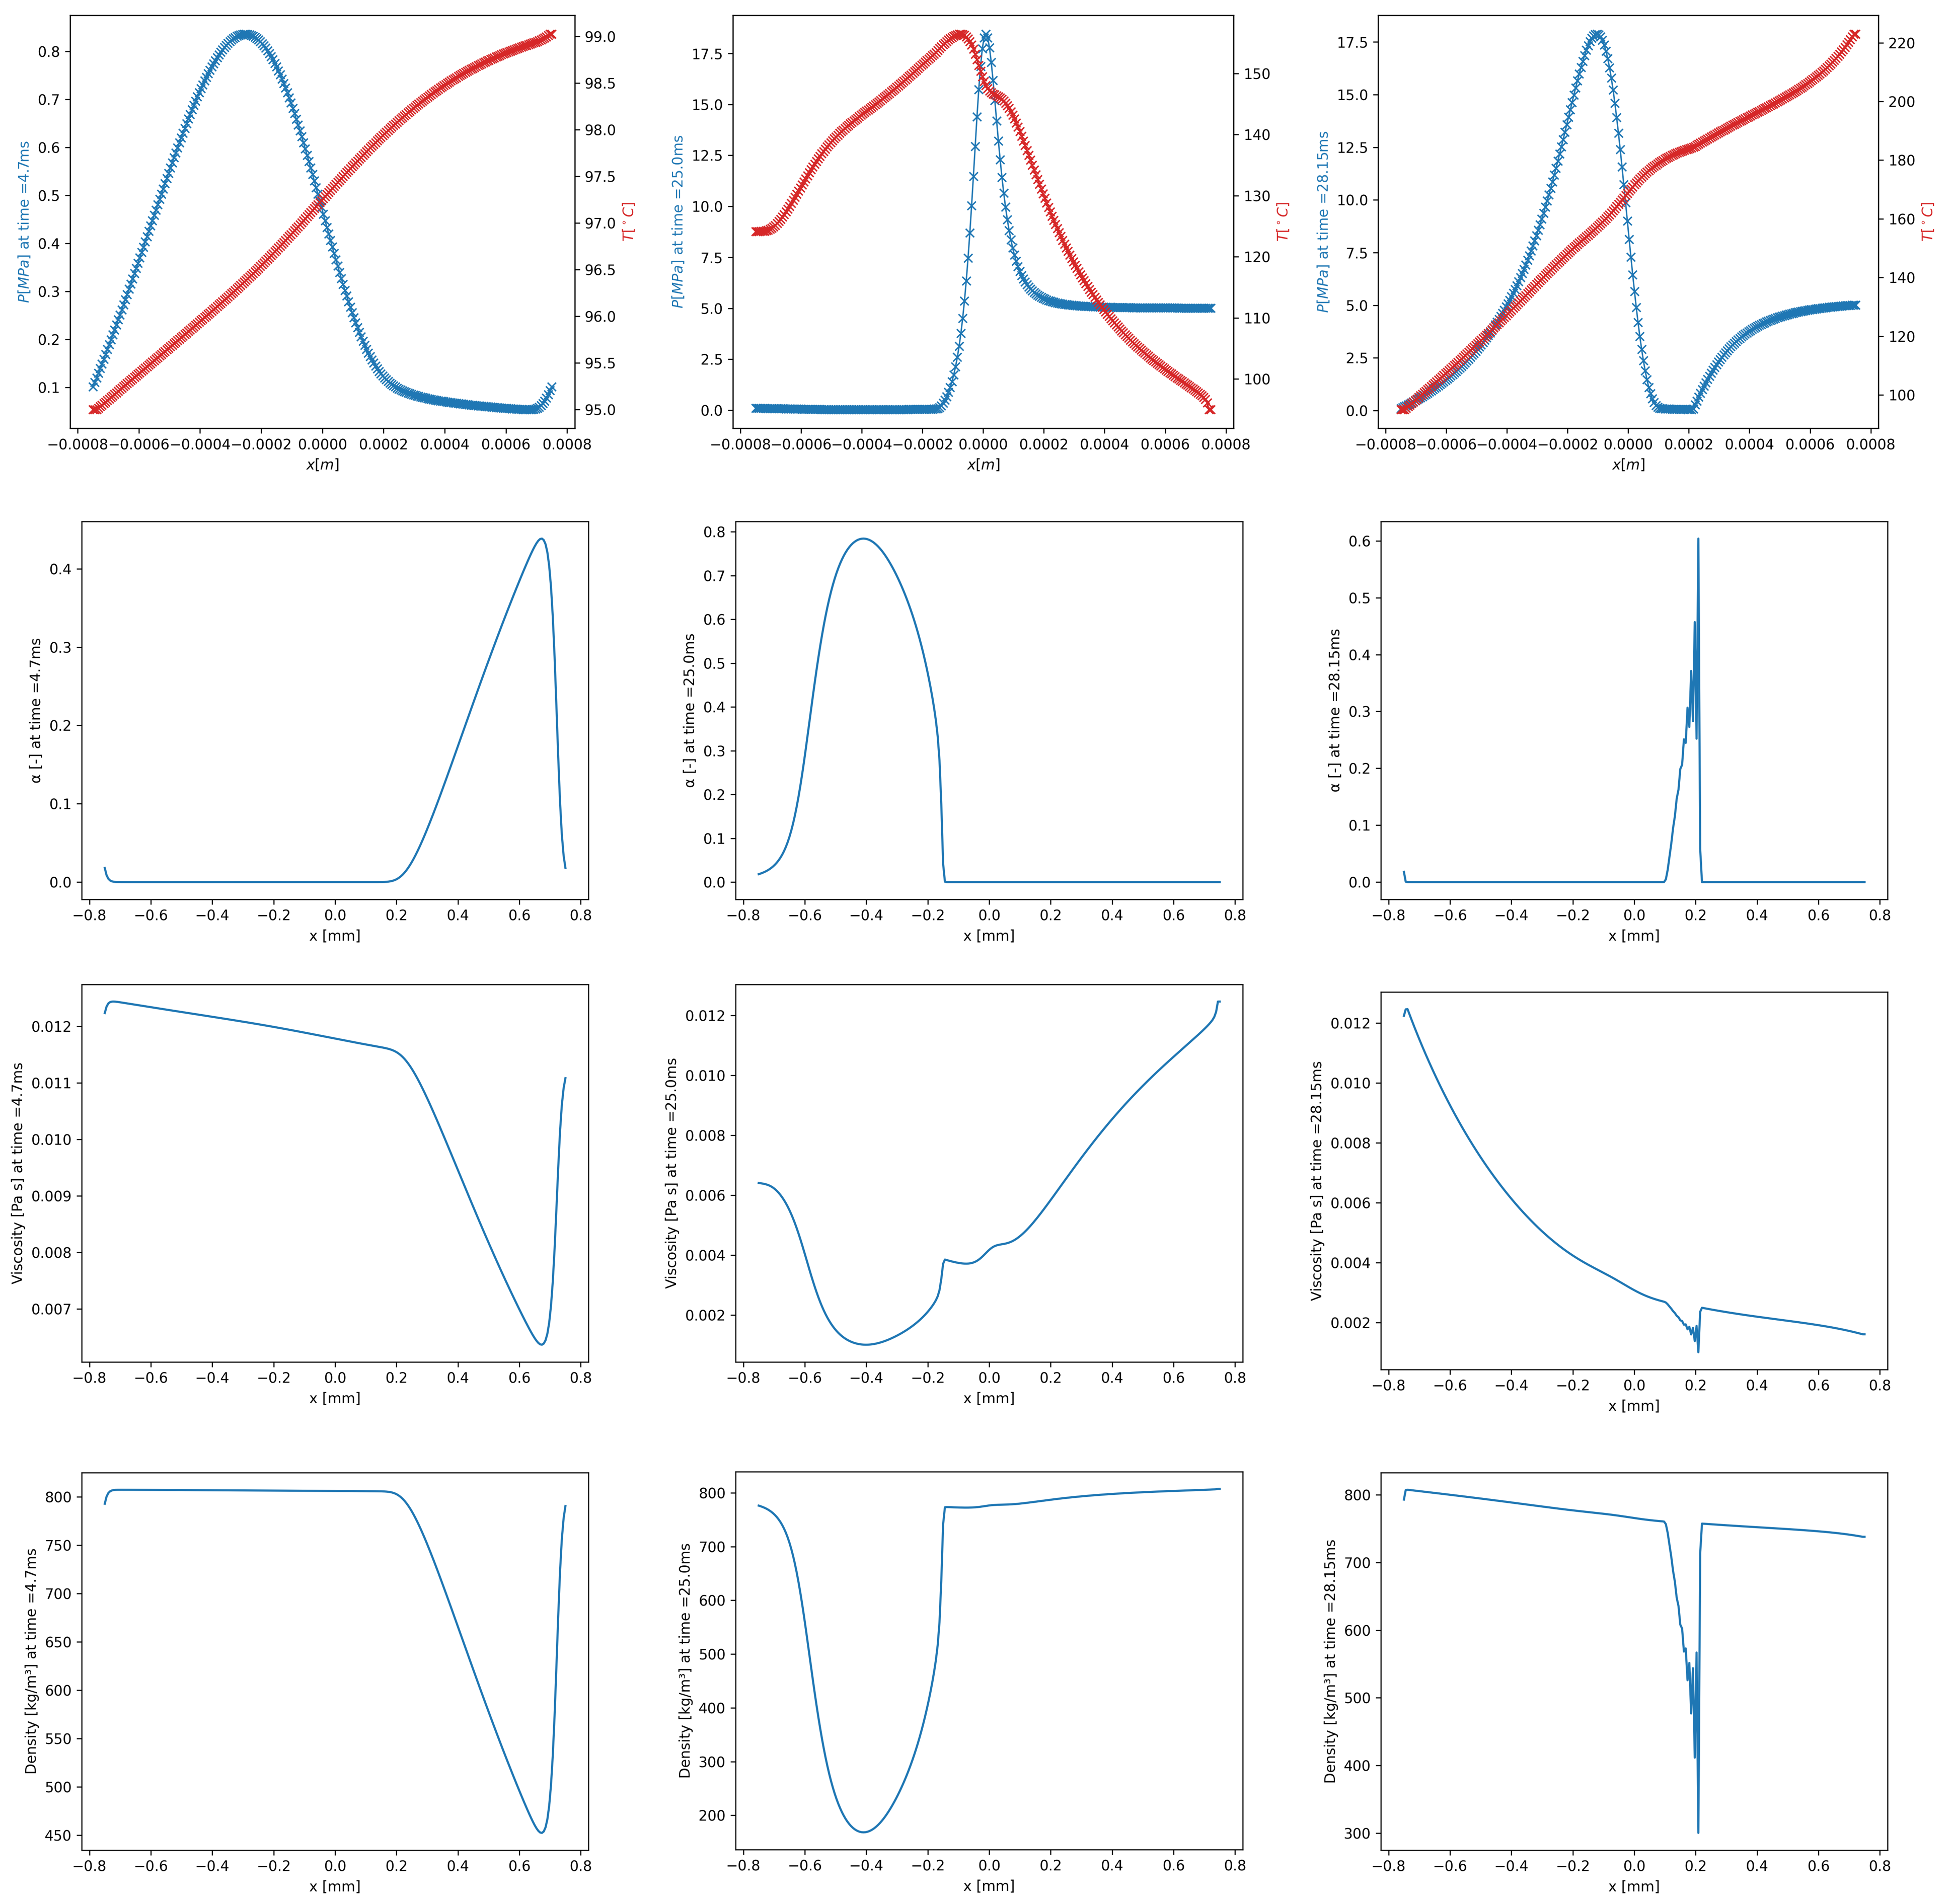 P[MPa] at time =4.7ms
0.8
0.7
0.6
0.5
0.4
0.3
0.2
0.1
99.0
98.5
98.0
97.5
97.0
96.5
96.0
95.5
95.0
T[°C]
−0.0008−0.0006−0.0004−0.0002 0.0000 0.0002 0.0004 0.0006 0.0008
x[m]
P[MPa] at time =25.0ms
17.5
15.0
12.5
10.0
7.5
5.0
2.5
0.0
150
140
130
120
110
100
T[°C]
−0.0008−0.0006−0.0004−0.0002 0.0000 0.0002 0.0004 0.0006 0.0008
x[m]
P[MPa] at time =28.15ms
17.5
15.0
12.5
10.0
7.5
5.0
2.5
0.0
220
200
180
160
140
120
100
T[°C]
−0.0008−0.0006−0.0004−0.0002 0.0000 0.0002 0.0004 0.0006 0.0008
x[m]
α [-] at time =4.7ms
0.4
0.3
0.2
0.1
0.0
−0.8 −0.6 −0.4 −0.2 0.0 0.2 0.4 0.6 0.8
x [mm]
α [-] at time =25.0ms
0.8
0.7
0.6
0.5
0.4
0.3
0.2
0.1
0.0
−0.8 −0.6 −0.4 −0.2 0.0 0.2 0.4 0.6 0.8
x [mm]
α [-] at time =28.15ms
0.6
0.5
0.4
0.3
0.2
0.1
0.0
−0.8 −0.6 −0.4 −0.2 0.0 0.2 0.4 0.6 0.8
x [mm]
Viscosity [Pa s] at time =4.7ms
0.012
0.011
0.010
0.009
0.008
0.007
−0.8 −0.6 −0.4 −0.2 0.0 0.2 0.4 0.6 0.8
x [mm]
Viscosity [Pa s] at time =25.0ms
0.012
0.010
0.008
0.006
0.004
0.002
−0.8 −0.6 −0.4 −0.2 0.0 0.2 0.4 0.6 0.8
x [mm]
Viscosity [Pa s] at time =28.15ms
0.012
0.010
0.008
0.006
0.004
0.002
−0.8 −0.6 −0.4 −0.2 0.0 0.2 0.4 0.6 0.8
x [mm]
Density [kg/m³] at time =4.7ms
800
750
700
650
600
550
500
450
−0.8 −0.6 −0.4 −0.2 0.0 0.2 0.4 0.6 0.8
x [mm]
Density [kg/m³] at time =25.0ms
800
700
600
500
400
300
200
−0.8 −0.6 −0.4 −0.2 0.0 0.2 0.4 0.6 0.8
x [mm]
Density [kg/m³] at time =28.15ms
800
700
600
500
400
300
−0.8 −0.6 −0.4 −0.2 0.0 0.2 0.4 0.6 0.8
x [mm]